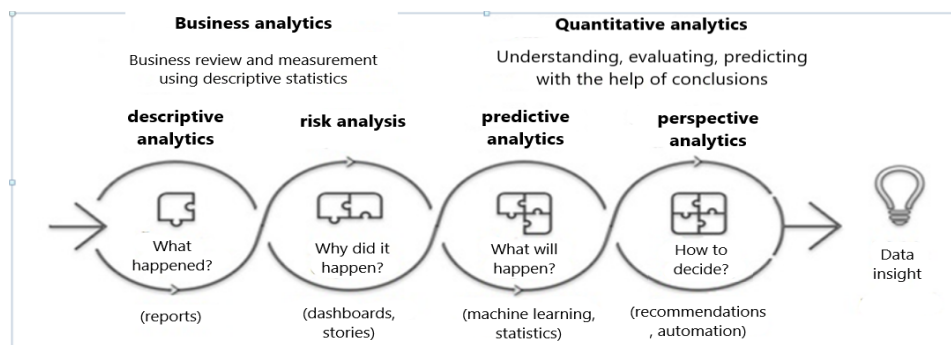 Business analytics
Business review and measurement
using descriptive statistics
Quantitative analytics
Understanding, evaluating, predicting
with the help of conclusions
descriptive
analytics
risk analysis
predictive
analytics
perspective
analytics
What
happened?
Why did it
happen?
What will
happen?
How to
decide?
Data
insight
(reports)
(dashboards,
stories)
(machine learning,
statistics)
(recommendations
, automation)